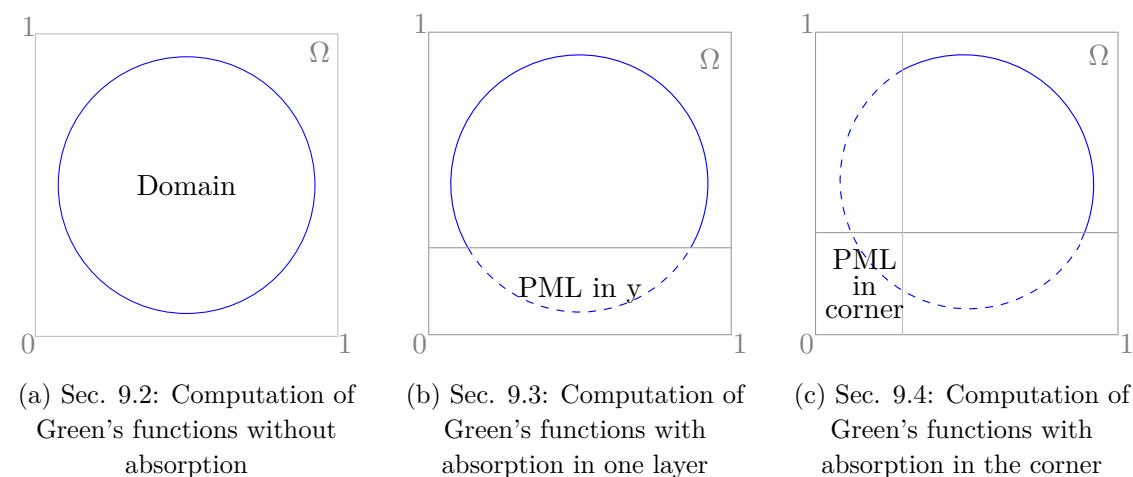 1
Ω
Domain
0
1
(a) Sec. 9.2: Computation of
Green's functions without
absorption
1
Ω
PML in y
0
1
(b) Sec. 9.3: Computation of
Green's functions with
absorption in one layer
1
Ω
PML
in
corner
0
1
(c) Sec. 9.4: Computation of
Green's functions with
absorption in the corner